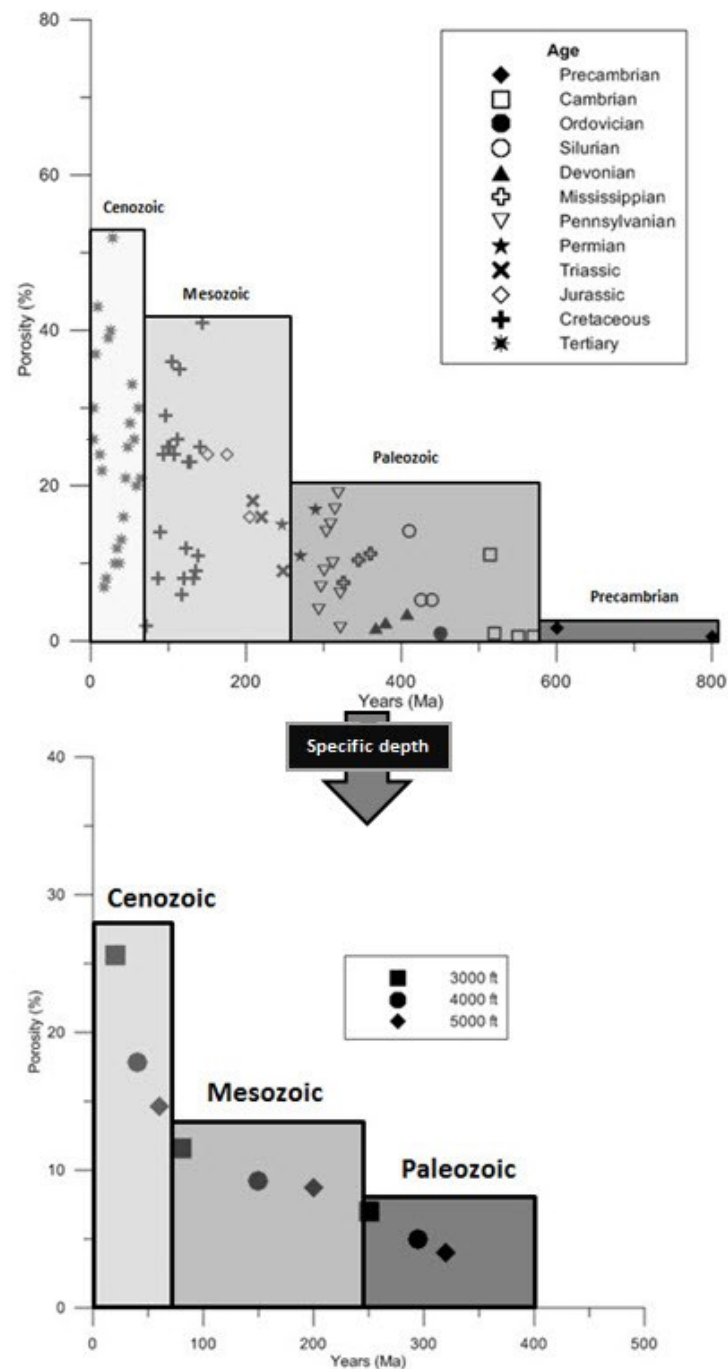 80
60
40
20
0
Porosity (%)
Age
Precambrian
Cambrian
Ordovician
Silurian
Devonian
Mississippian
Pennsylvanian
Permian
Triassic
Jurassic
Cretaceous
Tertiary
Cenozoic
Mesozoic
Paleozoic
Precambrian
0 200 400 600 800
Years (Ma)
Specific depth
40
30
20
10
0
Porosity (%)
Cenozoic
Mesozoic
Paleozoic
3000 ft
4000 ft
5000 ft
0 100 200 300 400 500
Years (Ma)